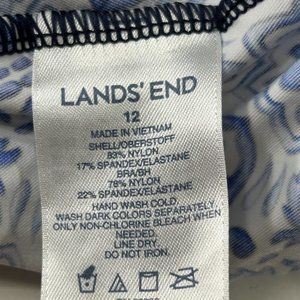 LANDS' END
12
MADE IN VIETNAM
SHELL/OBERSTOFF
83% NYLON
17% SPANDEX/ELASTANE
BRA/BH
78% NYLON
22% SPANDEX/ELASTANE
HAND WASH COLD.
WASH DARK COLORS SEPARATELY.
ONLY NON-CHLORINE BLEACH WHEN
NEEDED.
LINE DRY.
DO NOT IRON.